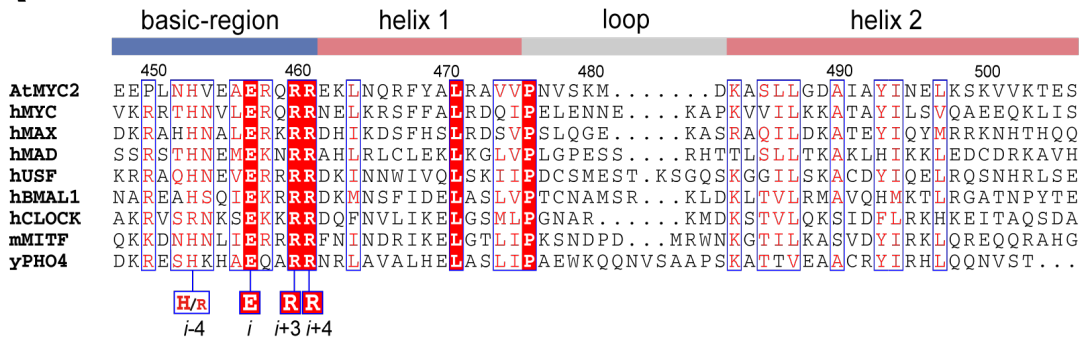 basic-region helix 1 loop helix 2
450 460 470 480 490 500
AtMYC2 EEPLNHVEAERQRREKLNQRFYALRAVVPNVSKM.......DKASLLGDAIAYINELKSKVVKTES
hMYC VKRRTHNVLERQRRNELKRSFFALRDQIPELENNE....KAPKVVILKKATAYILSVQAEEQKLIS
hMAX DKRAHHNALERKRRDHIKDSFHSLRDSVPSLQGE.....KASRAQILDKATEYIQYMRRKNHTHQQ
hMAD SSRSTHNEMEKNRRAHLRLCLEKLKGLVPLGPESS....RHTTLSLLTKAKLHIKKLEDCDRKAVH
hUSF KRRAQHNEVERRRRDKINNWIVQLSKIIPDCSMEST.KSGQSKGGILSKACDYIQELRQSNHRLSE
hBMAL1 NAREAHSQIEKRRRDKMNSFIDELASLVPTCNAMSR...KLDKLTVLRMAVQHMKTLRGATNPYTE
hCLOCK AKRVSRNKSEKKRRDQFNVLIKELGSMLPGNAR......KMDKSTVLQKSIDFLRKHKEITAQSDA
mMITF QKKDNHNLIERRRRFNINDRIKELGTLIPKSNDPD...MRWNKGTILKASVDYIRKLQREQQRAHG
yPHO4 DKRESHKHAEQARRNRLAVALHELASLIPAEWKQQNVSAAPSKATTVEAACRYIRHLQQNVST...
H/R E R R
i-4 i i+3 i+4